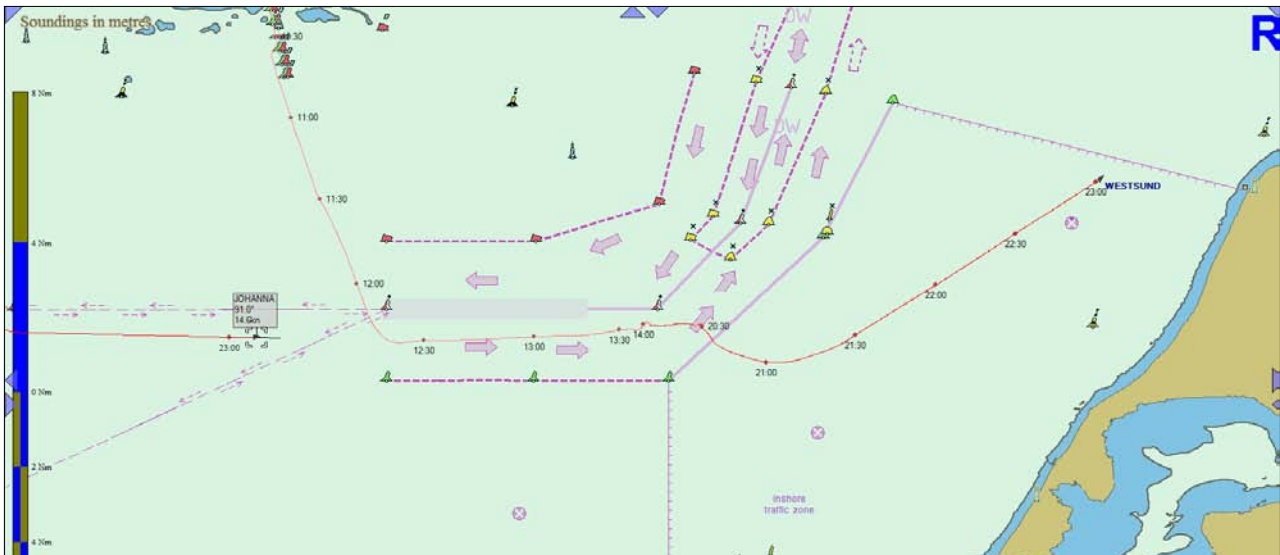 Soundings in metres
DW
R
8 Nm
11:00
DW
11:30
WESTSUND
23:00
22:30
4 Nm
12:00
22:00
JOHANNA
91.0°
14.6kn
20:30
14:00
13:30
21:30
23:00
13:00
12:30
21:00
0 Nm
2 Nm
Inshore
traffic zone
4 Nm